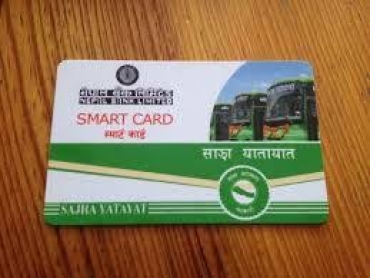 नेपाल बैंक लिमिटेड
NEPAL BANK LIMITED
SMART CARD
स्मार्ट कार्ड
साझा यातायात
SAJHA YATAYAT